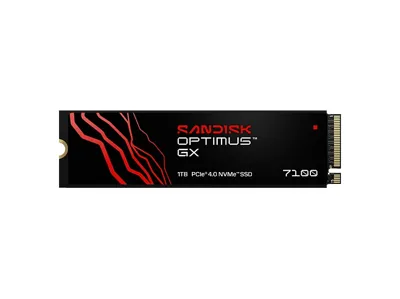 SANDISK
OPTIMUS™
GX
1TB PCIe® 4.0 NVMe™ SSD
7100